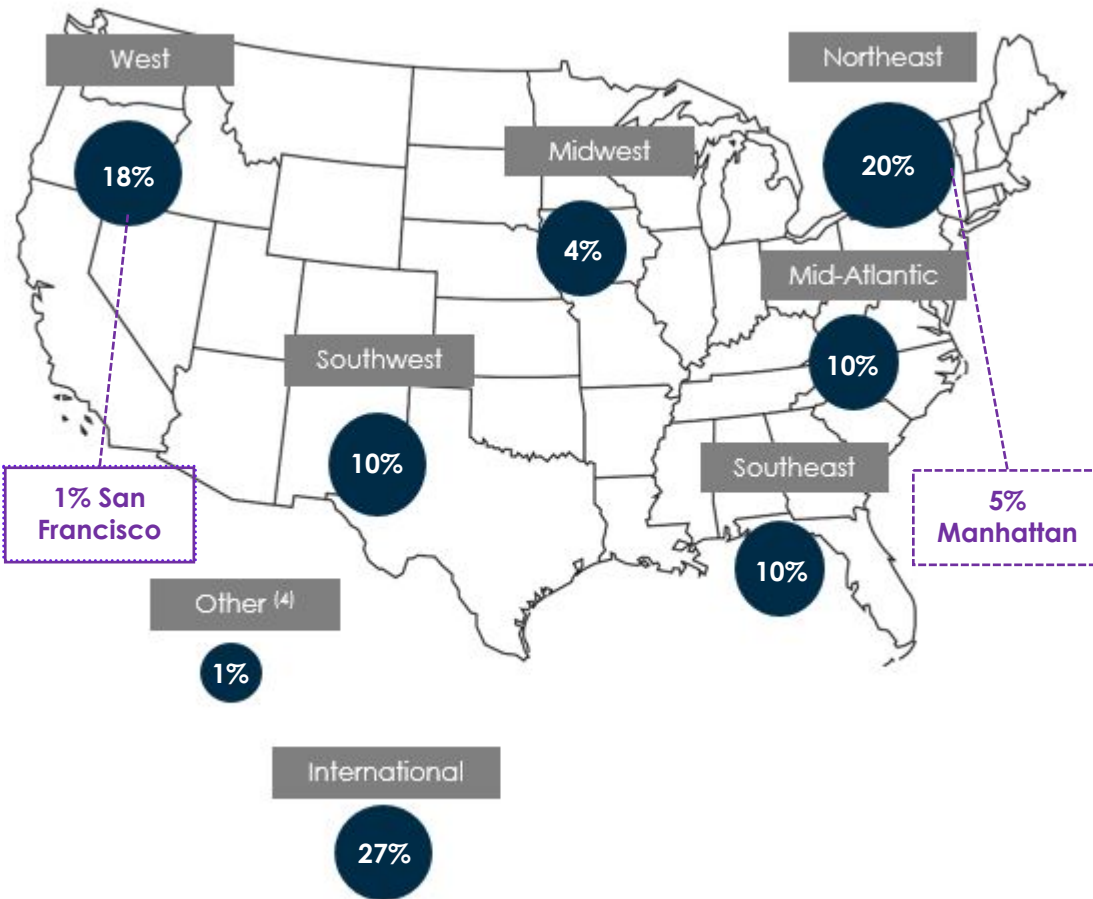 West
18%
Northeast
20%
Midwest
4%
Mid-Atlantic
10%
Southwest
10%
Southeast
10%
1% San
Francisco
5%
Manhattan
Other (4)
1%
International
27%